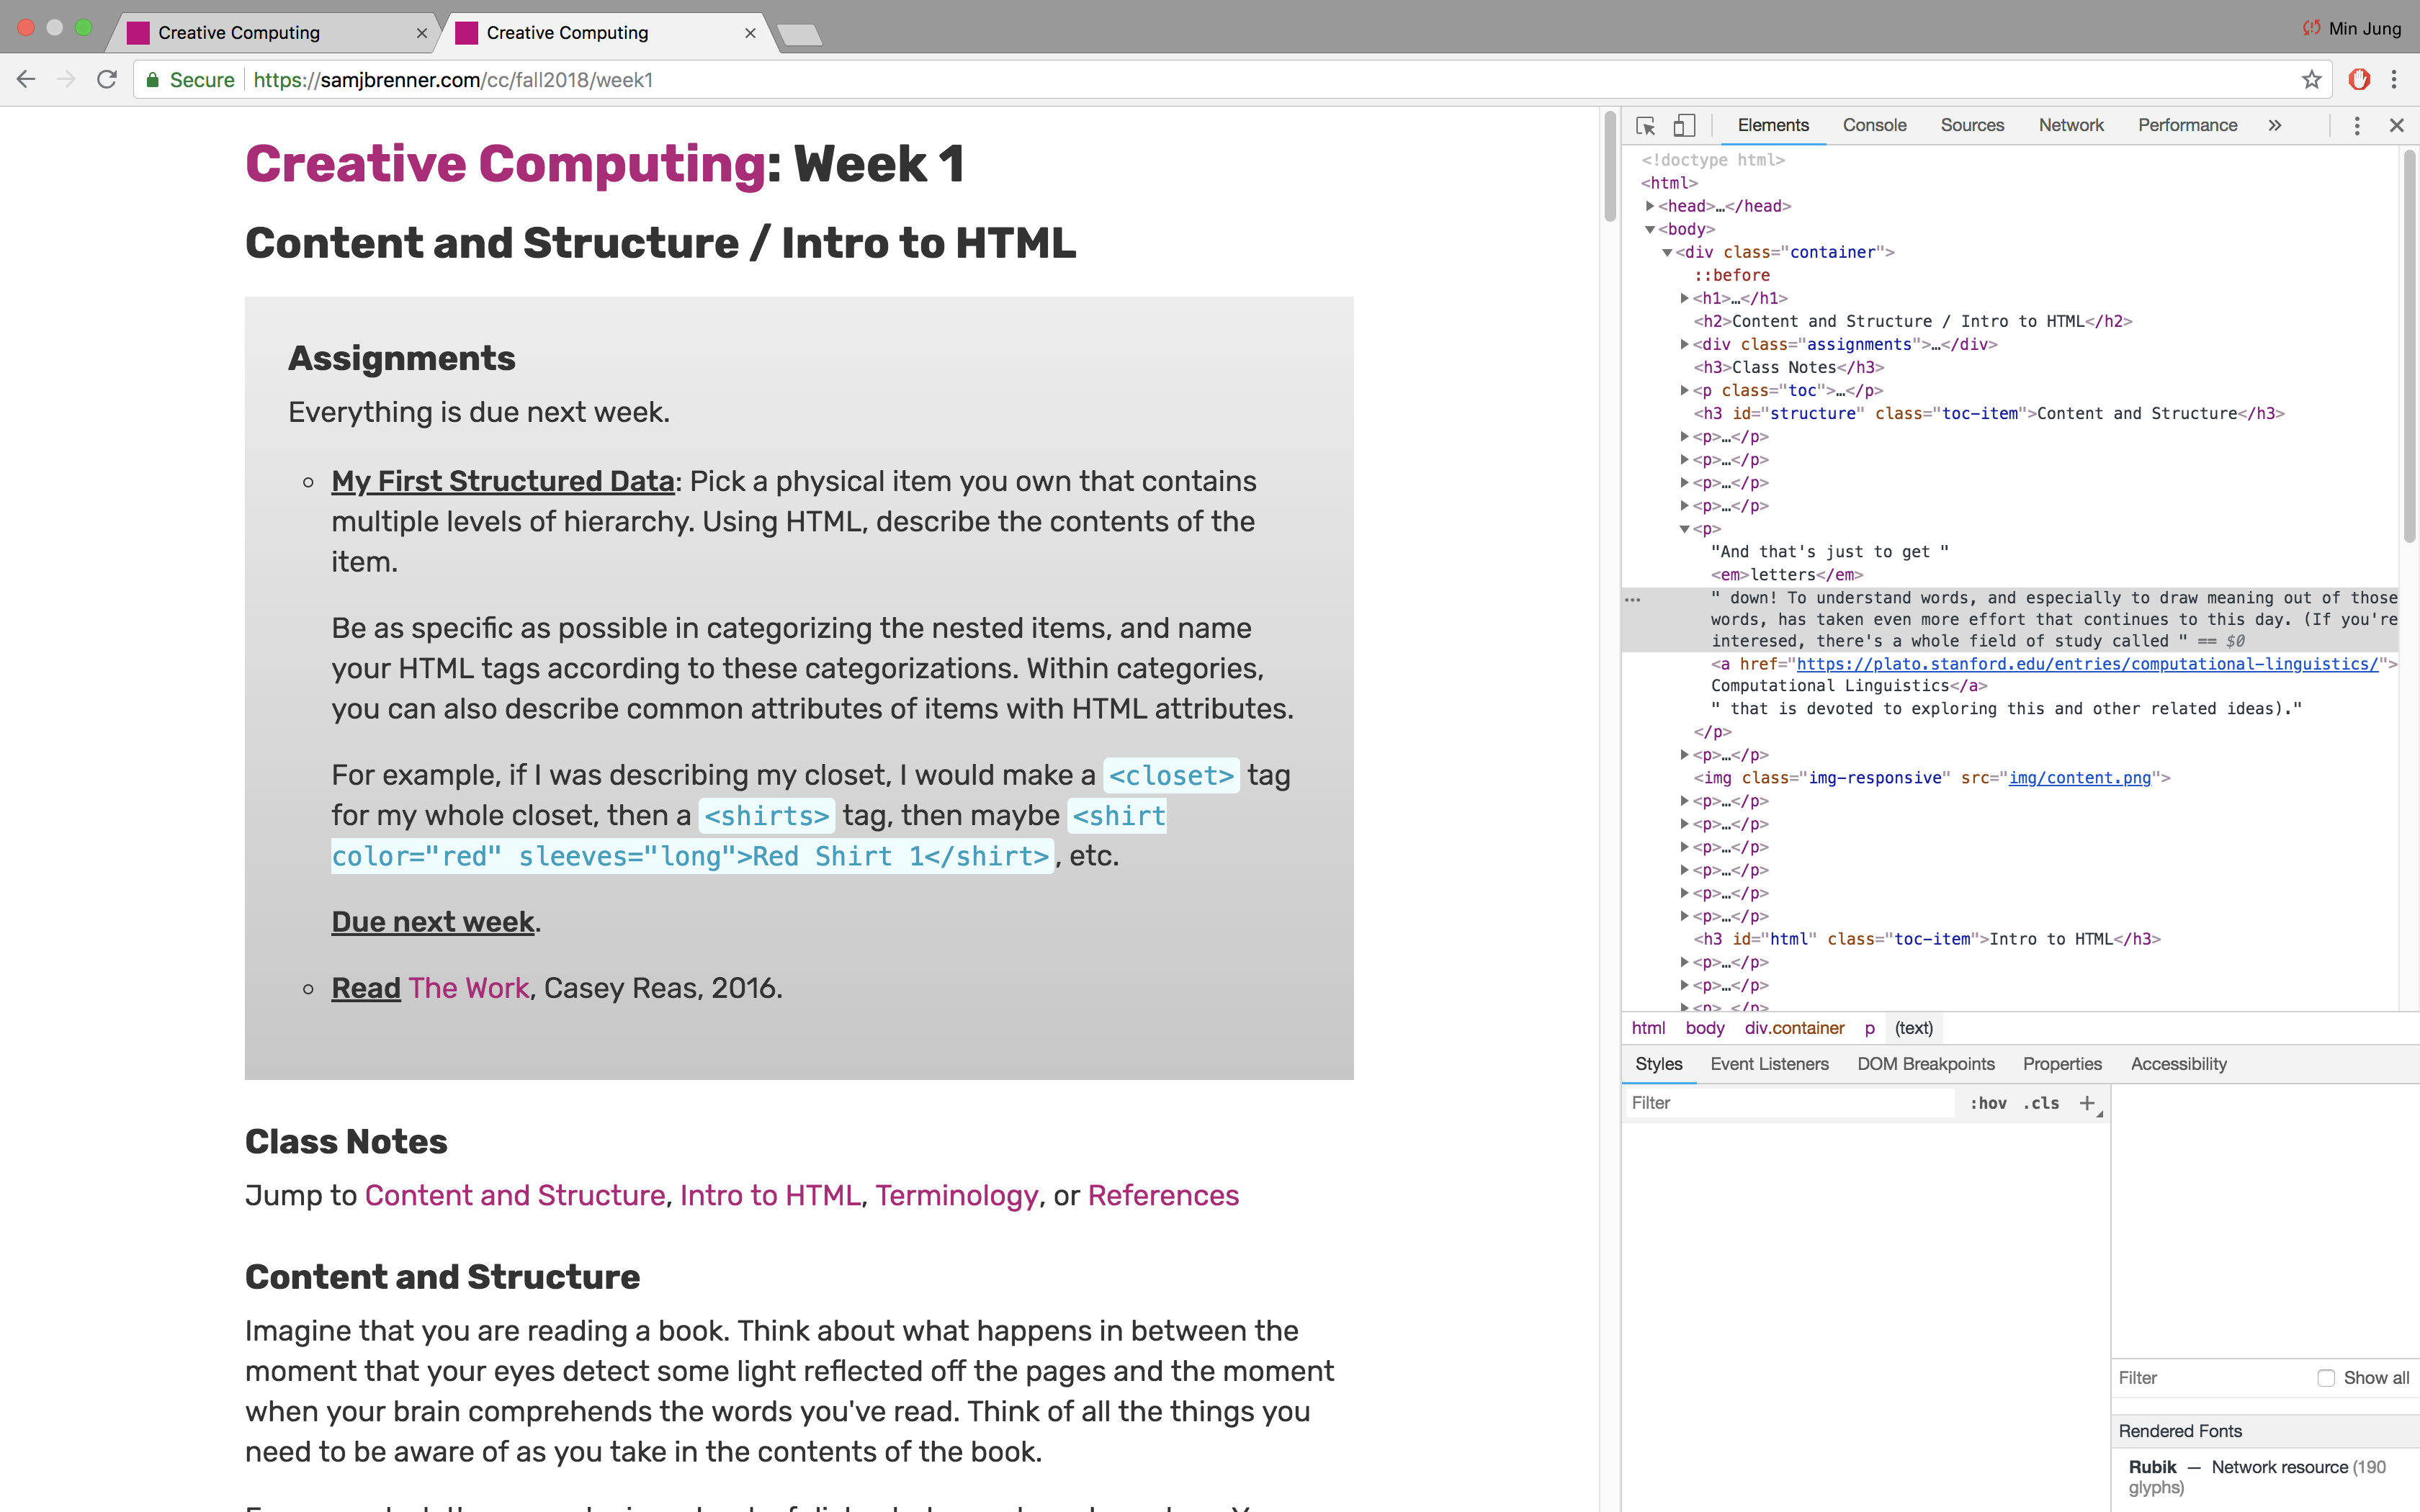 Creative Computing
Creative Computing
Min Jung
Secure https://samjbrenner.com/cc/fall2018/week1
Creative Computing: Week 1
Content and Structure / Intro to HTML
Assignments
Everything is due next week.
My First Structured Data: Pick a physical item you own that contains
multiple levels of hierarchy. Using HTML, describe the contents of the
item.
Be as specific as possible in categorizing the nested items, and name
your HTML tags according to these categorizations. Within categories,
you can also describe common attributes of items with HTML attributes.
For example, if I was describing my closet, I would make a <closet> tag
for my whole closet, then a <shirts> tag, then maybe <shirt
color="red" sleeves="long">Red Shirt 1</shirt>, etc.
Due next week.
Read The Work, Casey Reas, 2016.
Class Notes
Jump to Content and Structure, Intro to HTML, Terminology, or References
Content and Structure
Imagine that you are reading a book. Think about what happens in between the
moment that your eyes detect some light reflected off the pages and the moment
when your brain comprehends the words you've read. Think of all the things you
need to be aware of as you take in the contents of the book.
Elements Console Sources Network Performance »
<!doctype html>
<html>
<head>…</head>
<body>
<div class="container">
::before
<h1>…</h1>
<h2>Content and Structure / Intro to HTML</h2>
<div class="assignments">…</div>
<h3>Class Notes</h3>
<p class="toc">…</p>
<h3 id="structure" class="toc-item">Content and Structure</h3>
<p>…</p>
<p>…</p>
<p>…</p>
<p>…</p>
<p>
"And that's just to get "
<em>letters</em>
" down! To understand words, and especially to draw meaning out of those
words, has taken even more effort that continues to this day. (If you're
interesed, there's a whole field of study called " == $0
<a href="https://plato.stanford.edu/entries/computational-linguistics/">
Computational Linguistics</a>
" that is devoted to exploring this and other related ideas)."
</p>
<p>…</p>
<img class="img-responsive" src="img/content.png">
<p>…</p>
<p>…</p>
<p>…</p>
<p>…</p>
<p>…</p>
<p>…</p>
<h3 id="html" class="toc-item">Intro to HTML</h3>
<p>…</p>
<p>…</p>
html body div.container p (text)
Styles Event Listeners DOM Breakpoints Properties Accessibility
Filter :hov .cls +
Filter Show all
Rendered Fonts
Rubik — Network resource (190
glyphs)